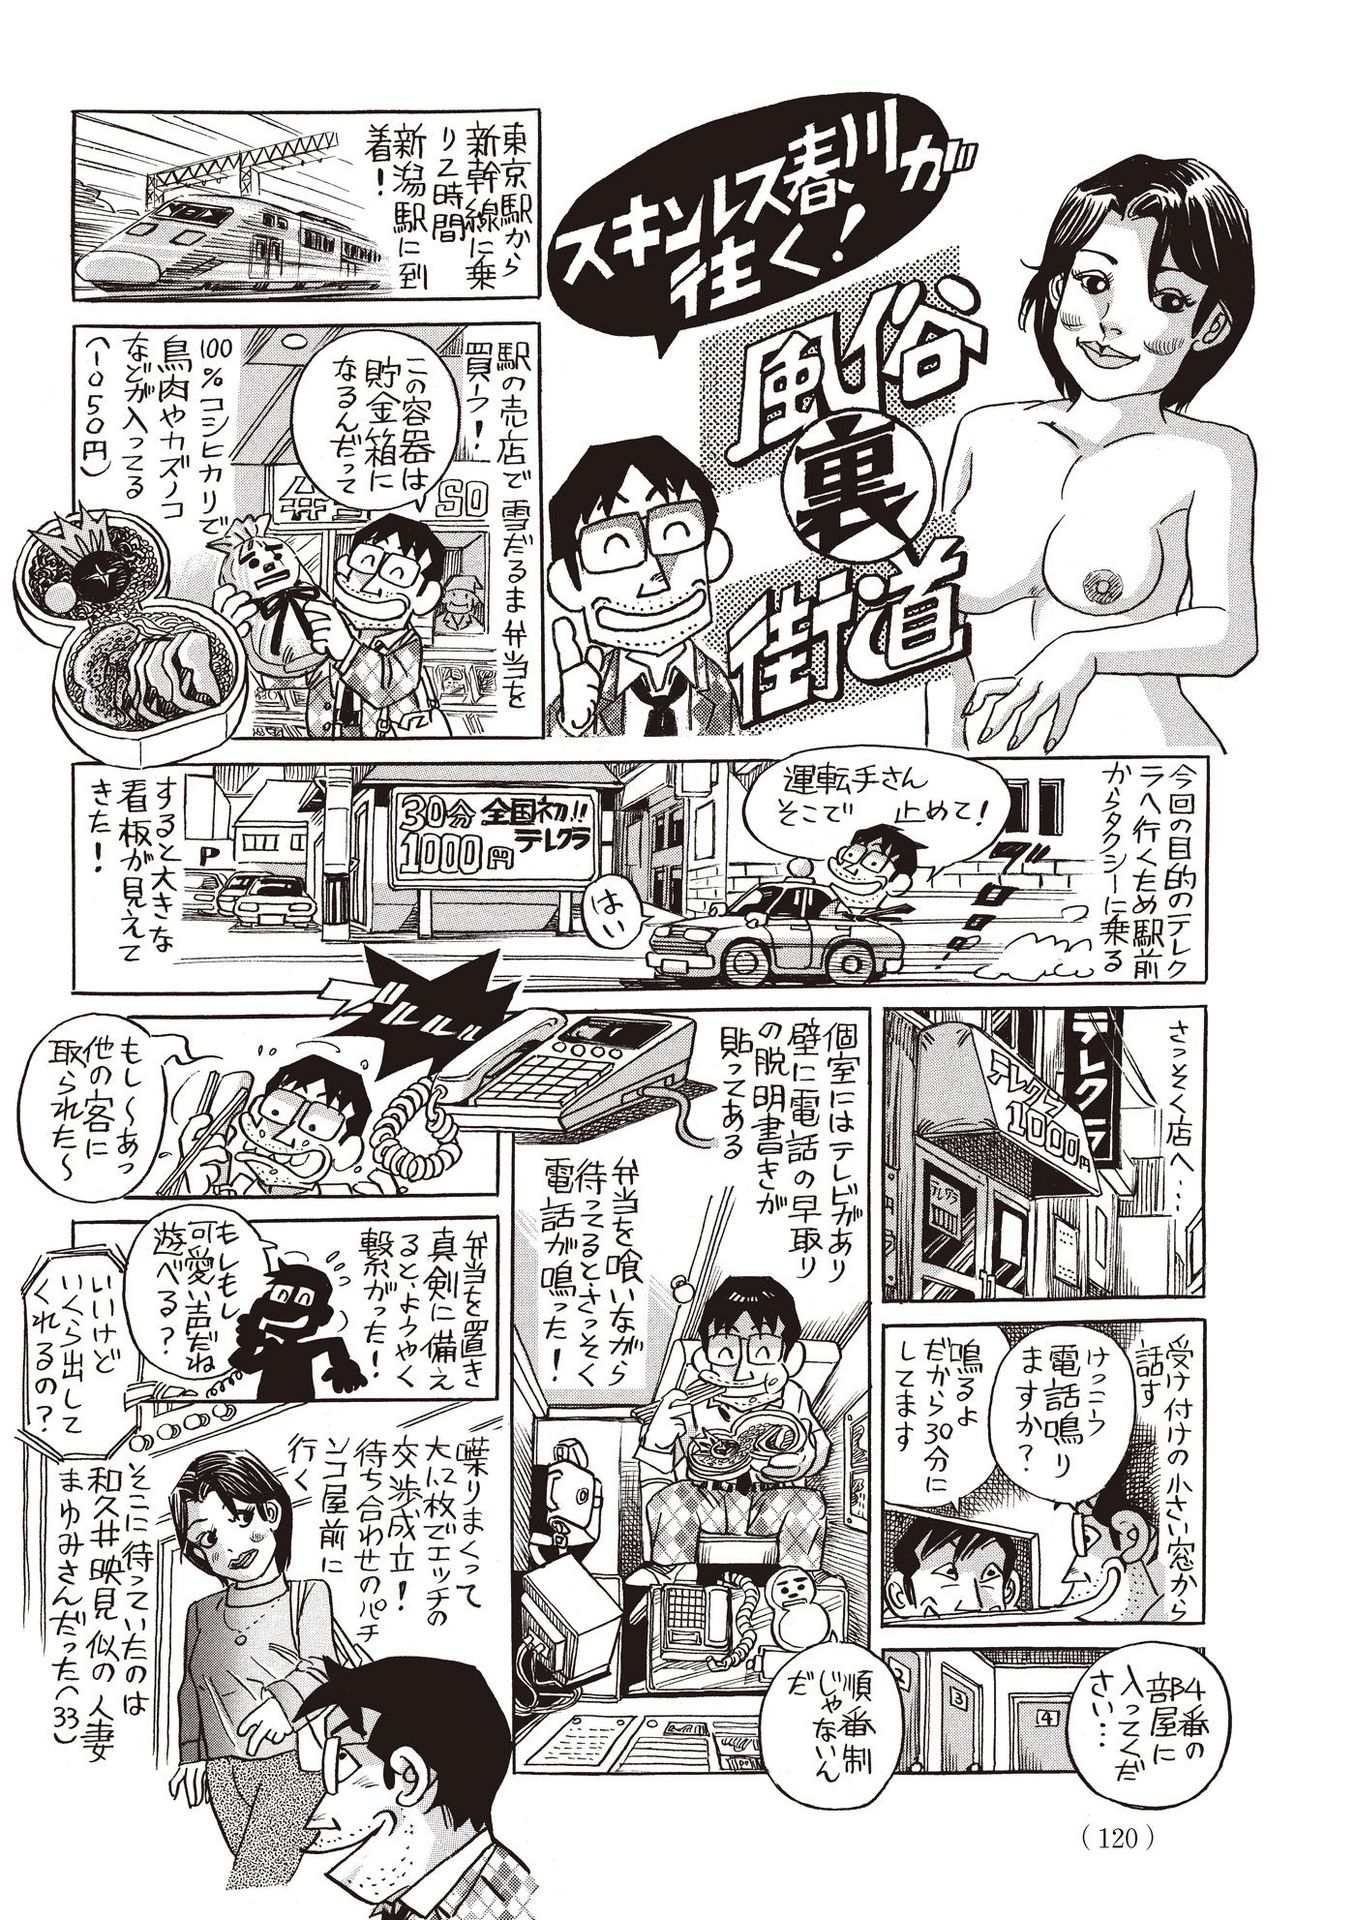 スキンレス春川が
往く!
風俗
裏
街道
東京駅から
新幹線に乗
り2時間
新潟駅に到
着!
駅の売店で雪だるま弁当を
買う!
この容器は
貯金箱に
なるんだって
SO
100%コシヒカリで
鳥肉やカズノコ
などが入ってる
(1050円)
今回の目的のテレク
ラへ行くため駅前
からタクシーに乗る
運転手さん
そこで 止めて!
はい
30分 全国初!!
1000円 テレクラ
P
すると大きな
看板が見えて
きた!
さっそく店へ…
テレクラ
テレクラ
1000円
テレクラ
受け付けの小さい窓から
話す
けっこう
電話鳴り
ますか?
鳴るよ
だから30分に
してます
4番の
部屋に
入ってくだ
さい…
2
3
4
個室にはテレビがあり
壁に電話の早取り
の説明書きが
貼ってある
弁当を喰いながら
待ってるとさっそく
電話が鳴った!
順番制
じゃないん
だ
ブルルルル
もし〜あっ
他の客に
取られた〜
弁当を置き
真剣に備え
るとようやく
繋がった!
もしもし
可愛い声だね
遊べる?
いいけど
いくら出して
くれるの?
喋りまくって
大に枚でエッチの
交渉成立!
待ち合わせのパチ
ンコ屋前に
行く
そこに待っていたのは
和久井映見似の人妻
まゆみさんだった(33)
(120)